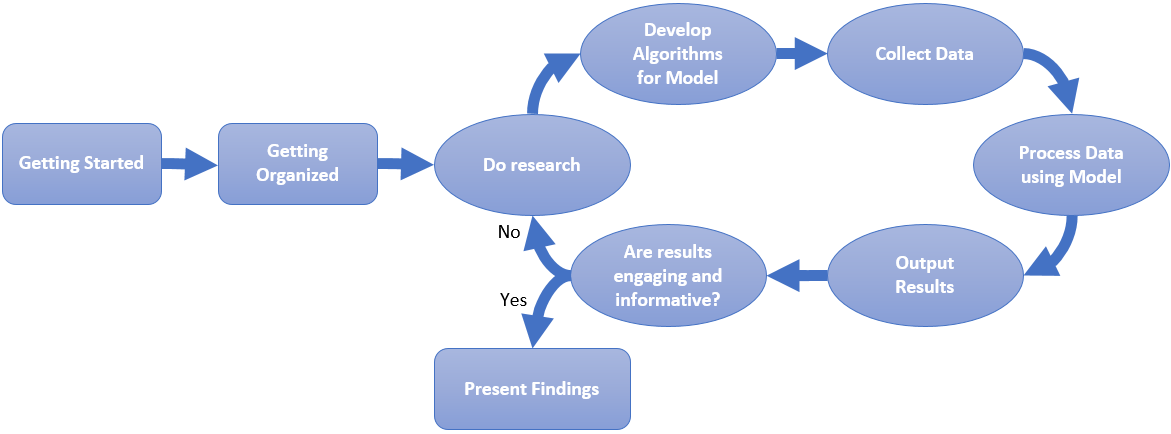 Getting Started
Getting
Organized
Do research
Develop
Algorithms
for Model
Collect Data
Process Data
using Model
Output
Results
Are results
engaging and
informative?
No
Yes
Present Findings